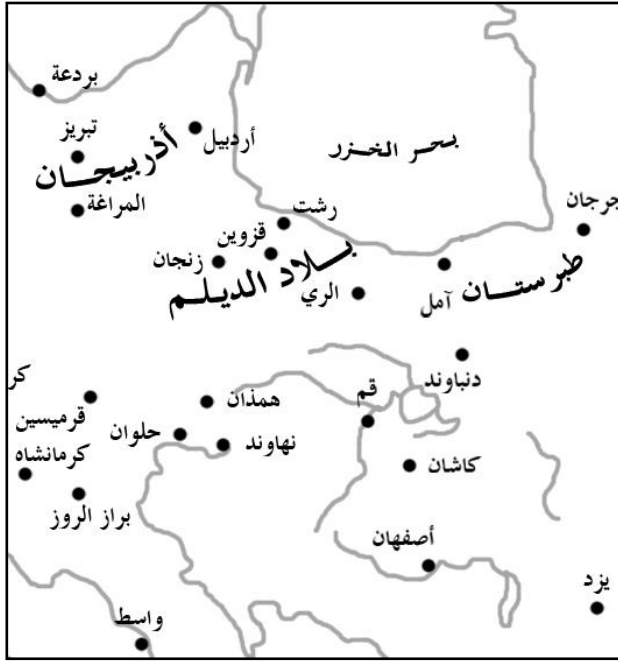 بردعة
تبريز
أردبيل
أذربيجان
المراغة
بحر الخزر
جرجان
رشت
قزوين
زنجان
بلاد الديلم
الري
آمل
طبرستان
دنباوند
كر
قرميسين
همذان
قم
حلوان
نهاوند
كرمانشاه
كاشان
براز الروز
أصفهان
يزد
واسط